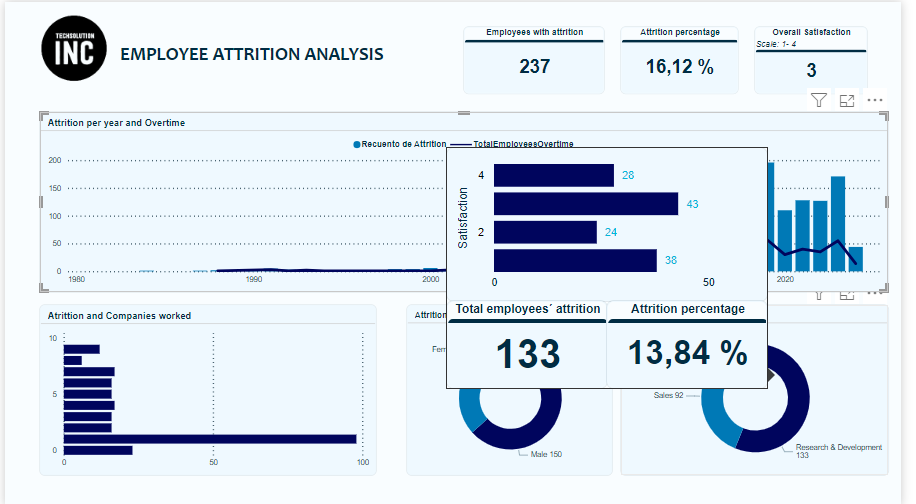 TECHSOLUTION
INC
EMPLOYEE ATTRITION ANALYSIS
Employees with attrition
237
Attrition percentage
16,12 %
Overall Satisfaction
Scale: 1- 4
3
Attrition per year and Overtime
Recuento de Attrition
TotalEmployeesOvertime
200
150
100
50
0
1980
1990
2000
2020
Satisfaction
4
28
43
2
24
38
0
50
Total employees´ attrition
133
Attrition percentage
13,84 %
Atrittion and Companies worked
10
5
0
0
50
100
Attrition
Fem
Male 150
Sales 92
Research & Development
133